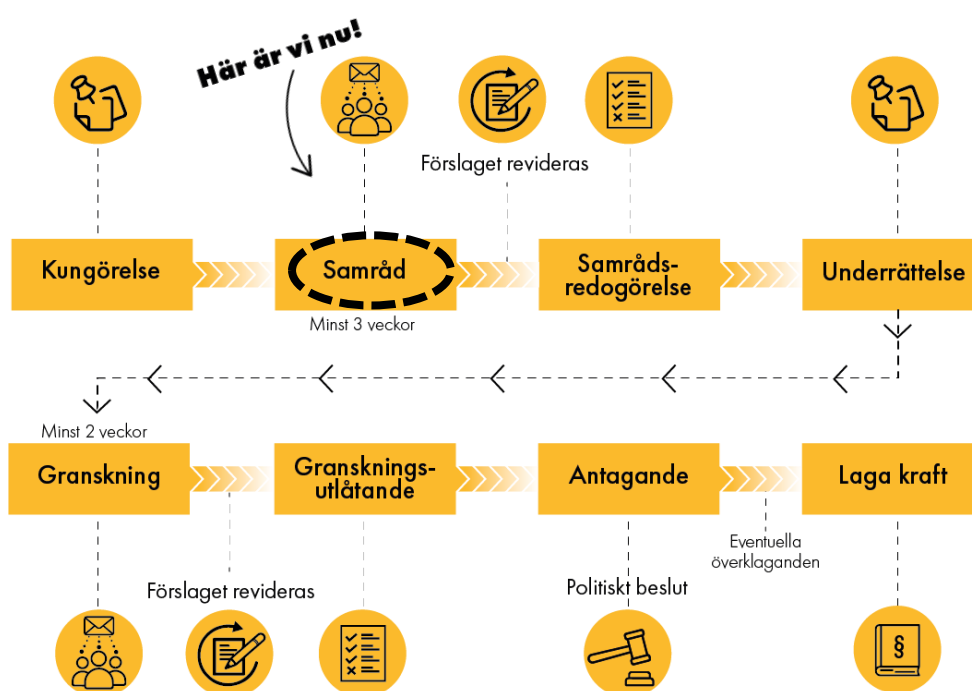 Här är vi nu!
Förslaget revideras
Kungörelse
Samråd
Samråds-
redogörelse
Underrättelse
Minst 3 veckor
Minst 2 veckor
Granskning
Gransknings-
utlåtande
Antagande
Laga kraft
Eventuella
överklaganden
Förslaget revideras
Politiskt beslut
§